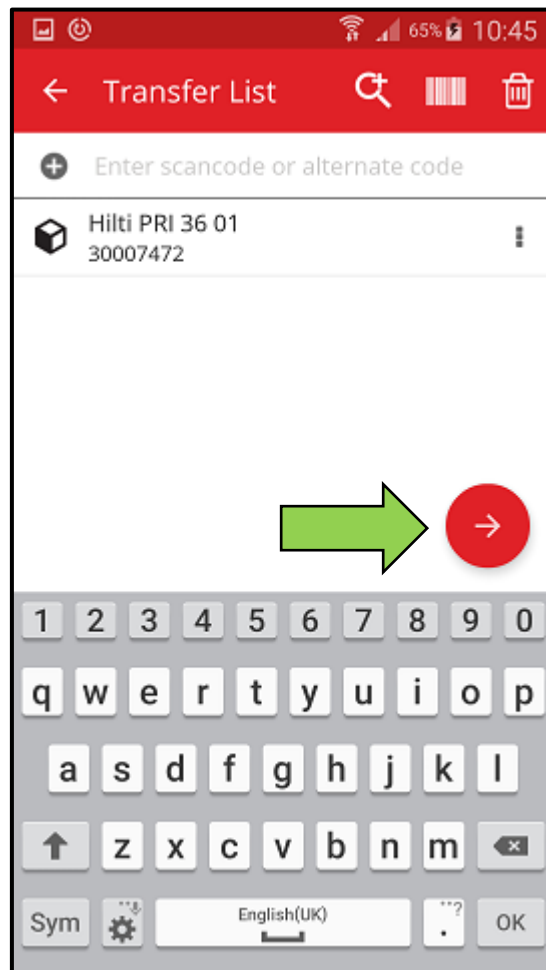 65% 10:45
Transfer List
Enter scancode or alternate code
Hilti PRI 36 01
30007472
1 2 3 4 5 6 7 8 9 0
q w e r t y u i o p
a s d f g h j k l
z x c v b n m
Sym English(UK) . ? OK